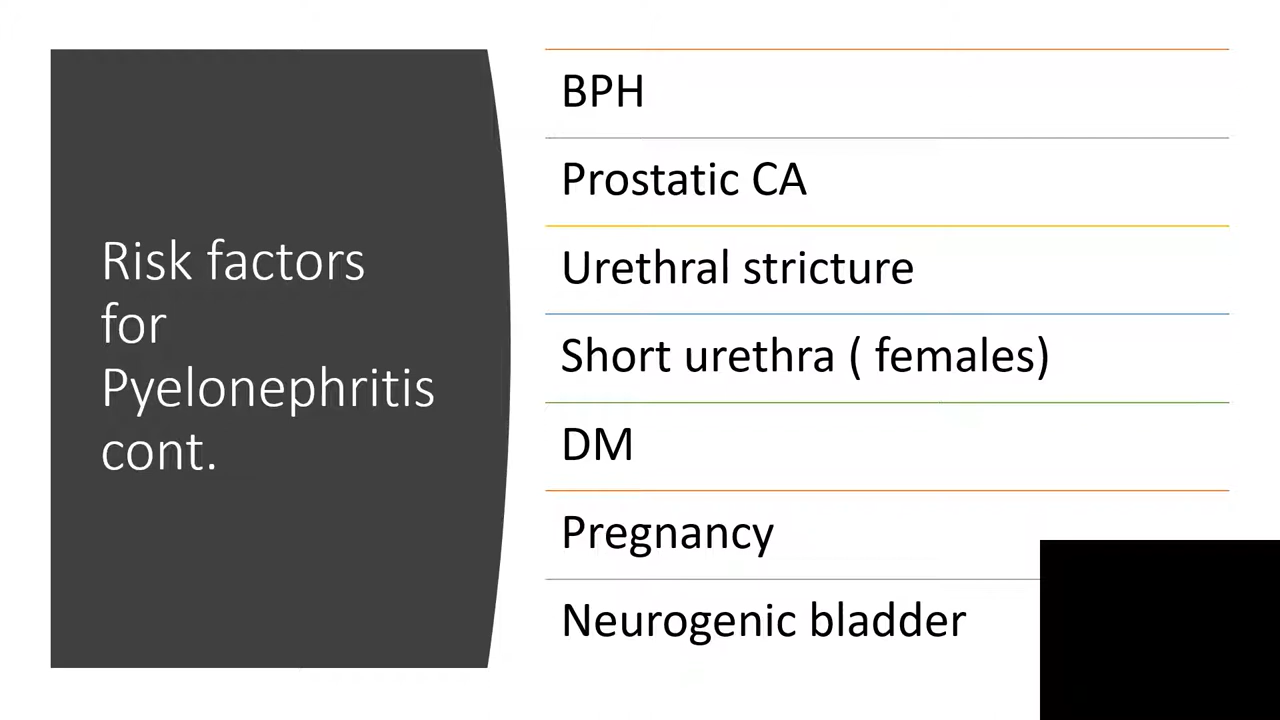 Risk factors
for
Pyelonephritis
cont.
BPH
Prostatic CA
Urethral stricture
Short urethra ( females)
DM
Pregnancy
Neurogenic bladder